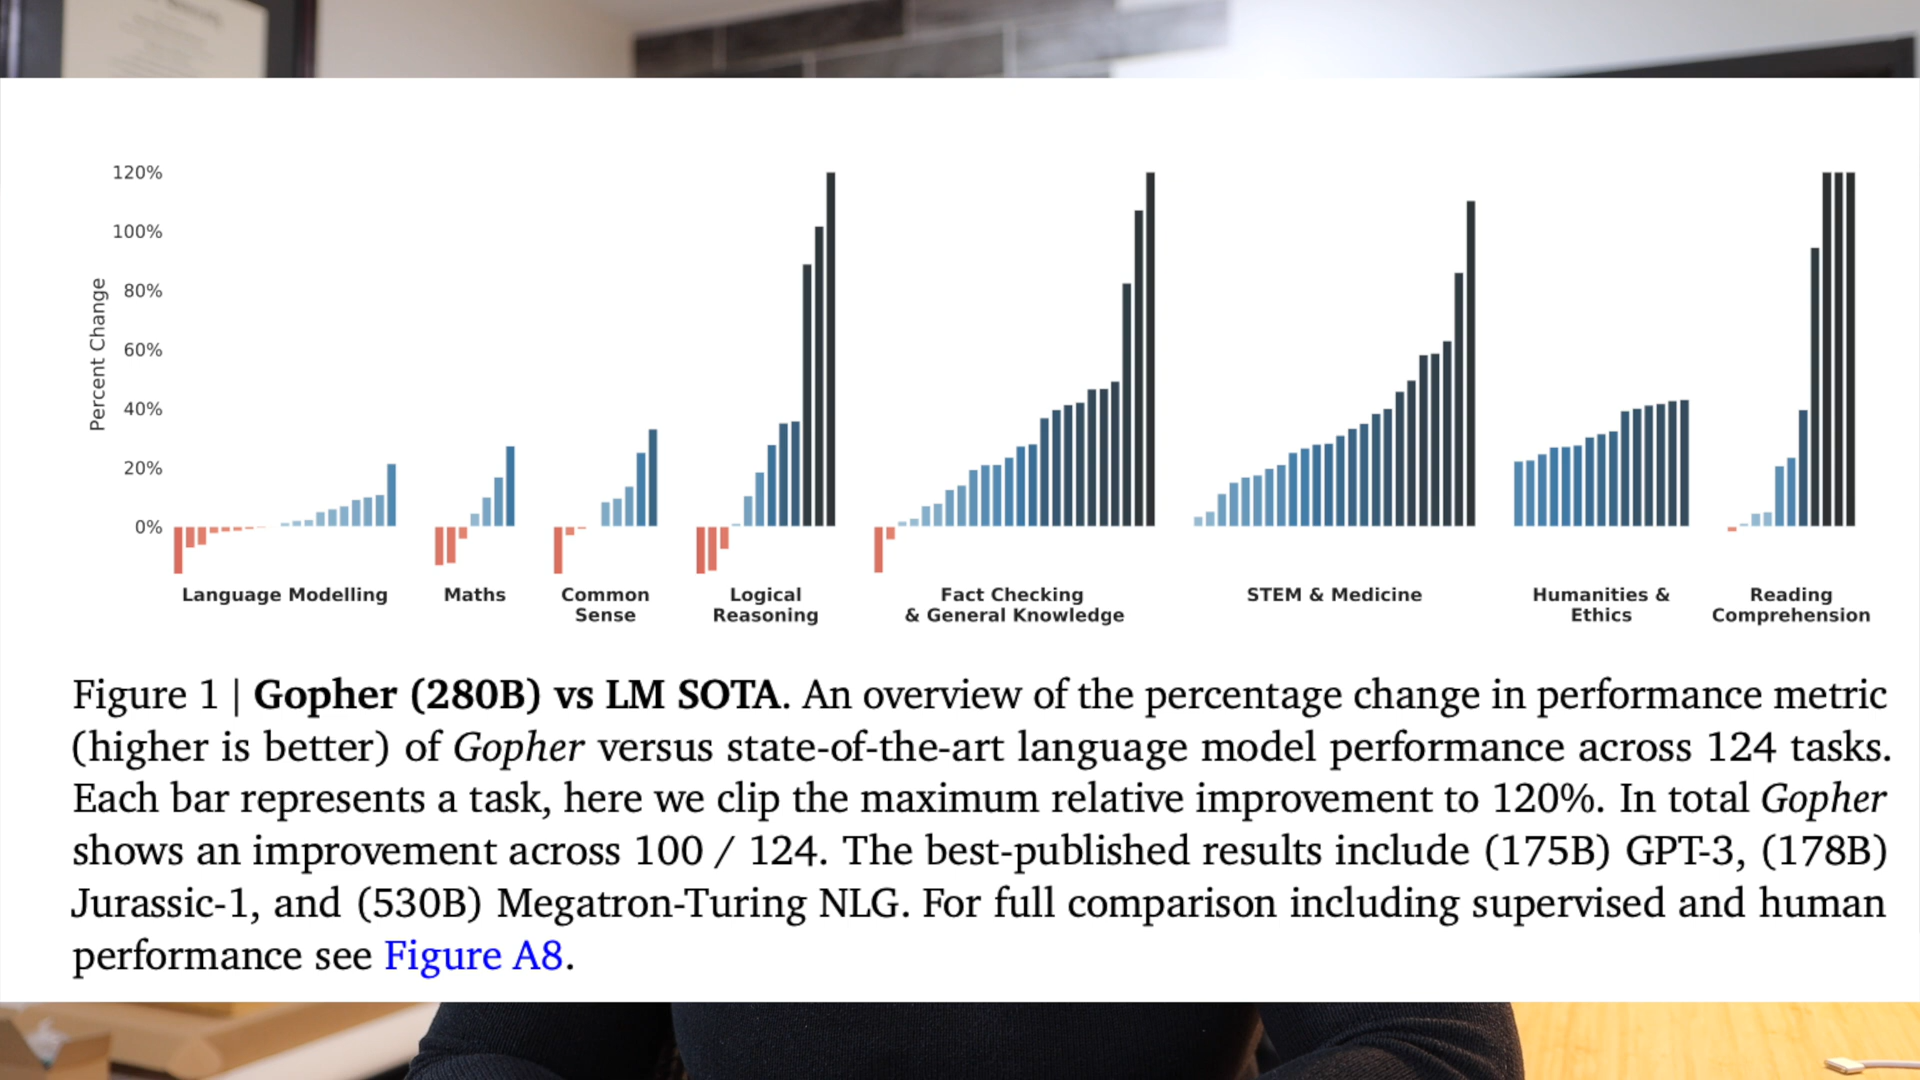 120%
100%
80%
60%
40%
20%
0%
Percent Change
Language Modelling
Maths
Common
Sense
Logical
Reasoning
Fact Checking
& General Knowledge
STEM & Medicine
Humanities &
Ethics
Reading
Comprehension
Figure 1 | Gopher (280B) vs LM SOTA. An overview of the percentage change in performance metric
(higher is better) of Gopher versus state-of-the-art language model performance across 124 tasks.
Each bar represents a task, here we clip the maximum relative improvement to 120%. In total Gopher
shows an improvement across 100 / 124. The best-published results include (175B) GPT-3, (178B)
Jurassic-1, and (530B) Megatron-Turing NLG. For full comparison including supervised and human
performance see Figure A8.